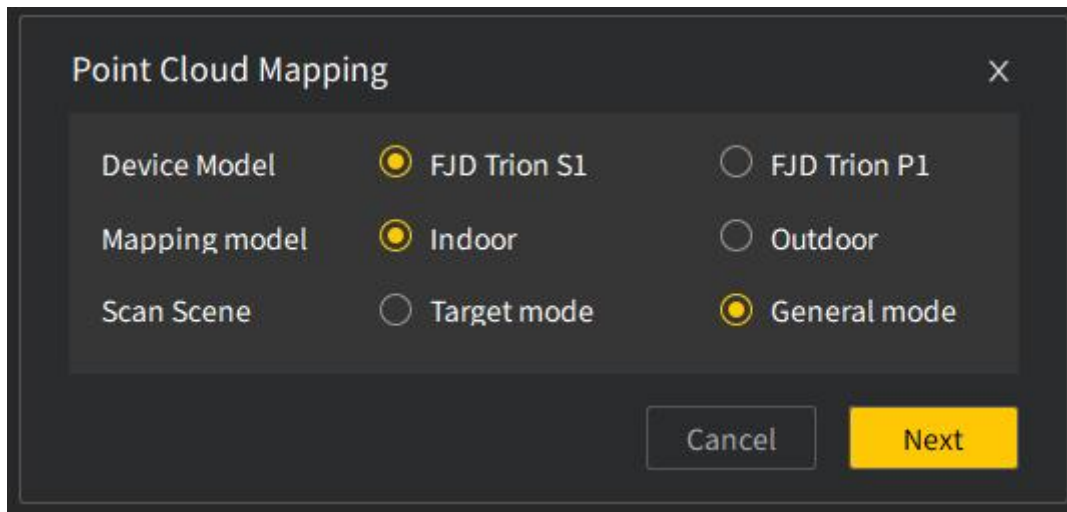 Point Cloud Mapping X
Device Model FJD Trion S1 FJD Trion P1
Mapping model Indoor Outdoor
Scan Scene Target mode General mode
Cancel Next